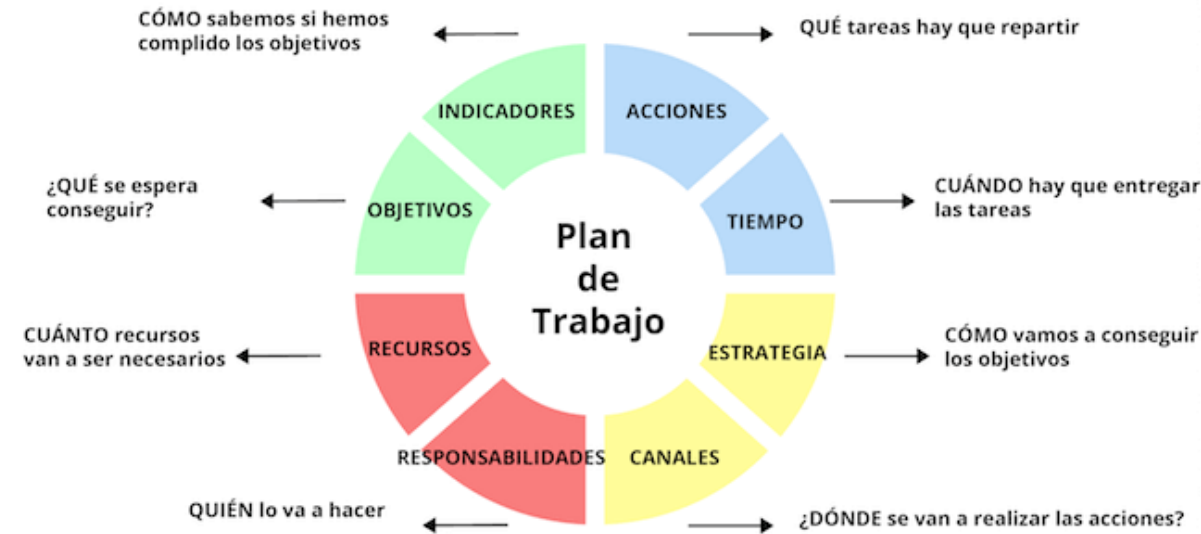 CÓMO sabemos si hemos
complido los objetivos
QUÉ tareas hay que repartir
INDICADORES
ACCIONES
¿QUÉ se espera
conseguir?
CUÁNDO hay que entregar
las tareas
OBJETIVOS
TIEMPO
Plan
de
Trabajo
CUÁNTO recursos
van a ser necesarios
CÓMO vamos a conseguir
los objetivos
RECURSOS
ESTRATEGIA
RESPONSABILIDADES
CANALES
QUIÉN lo va a hacer
¿DÓNDE se van a realizar las acciones?